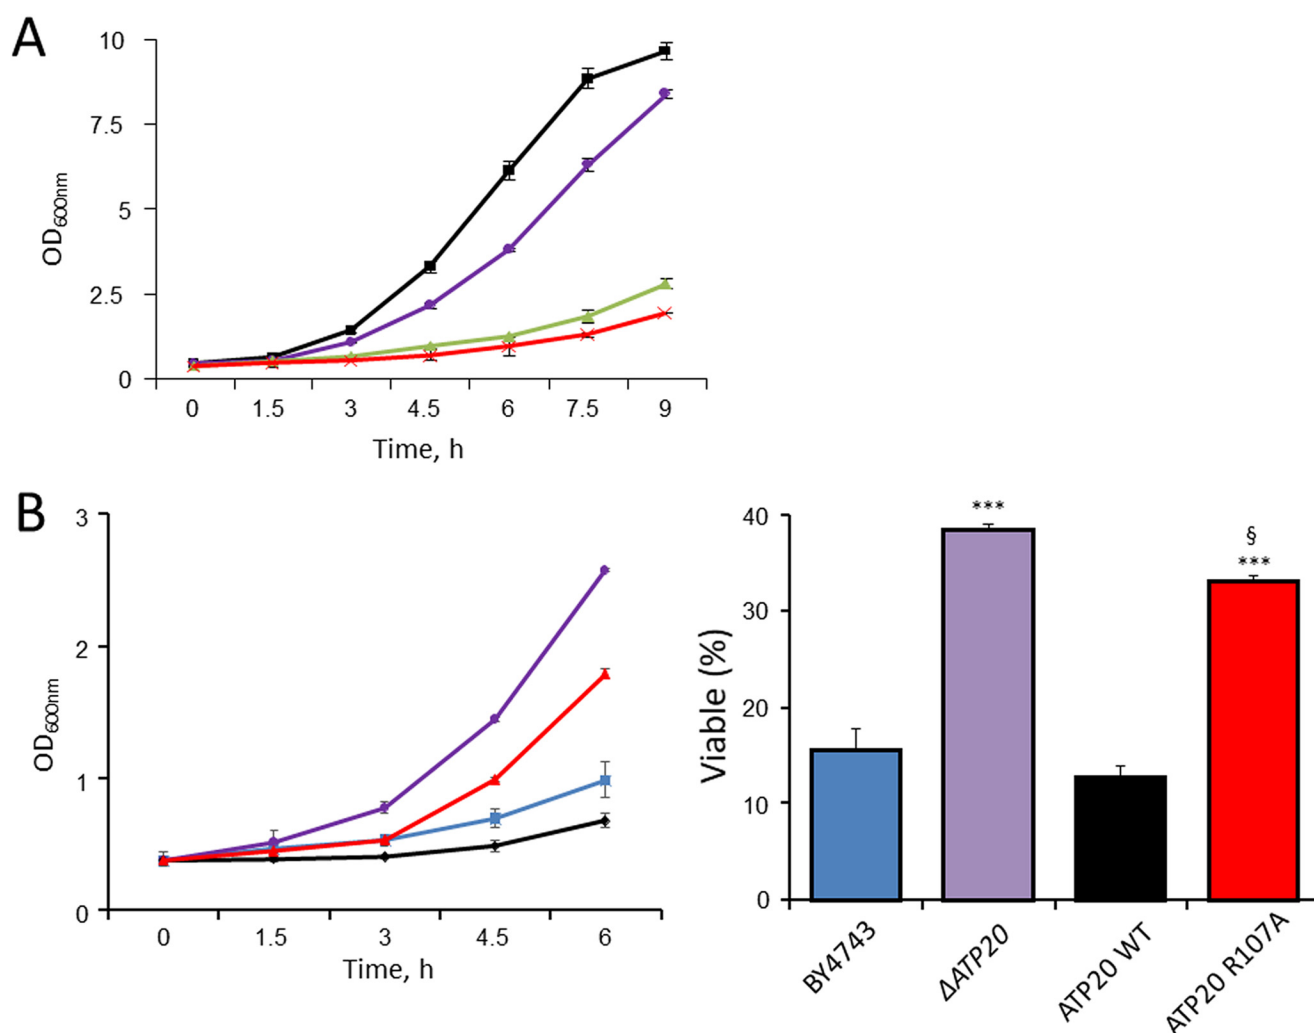 A
10
7.5
5
2.5
0
OD600nm
0 1.5 3 4.5 6 7.5 9
Time, h
B
3
2
1
0
OD600nm
0 1.5 3 4.5 6
Time, h
40
30
20
10
0
Viable (%)
***
§
***
BY4743
ΔATP20
ATP20 WT
ATP20 R107A